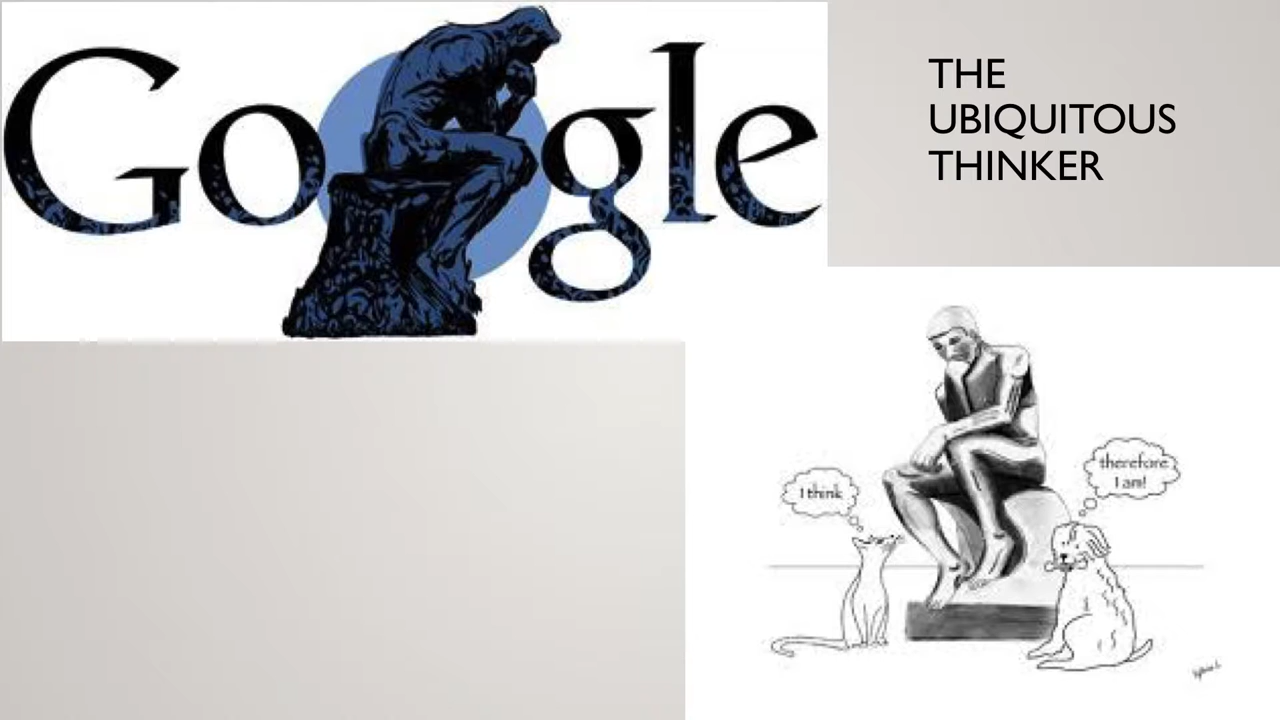 Google
THE
UBIQUITOUS
THINKER
I think
therefore
I am!